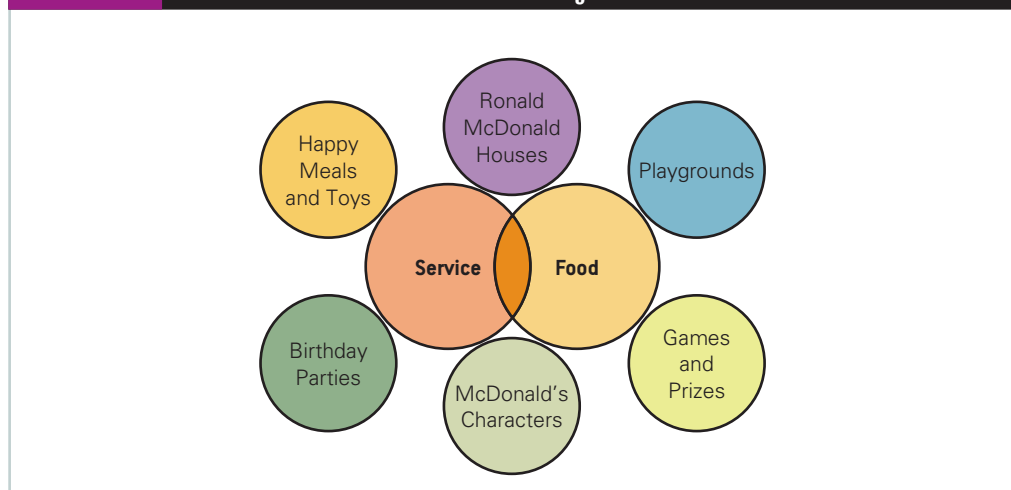 Ronald
McDonald
Houses
Happy
Meals
and Toys
Playgrounds
Service
Food
Birthday
Parties
McDonald's
Characters
Games
and
Prizes